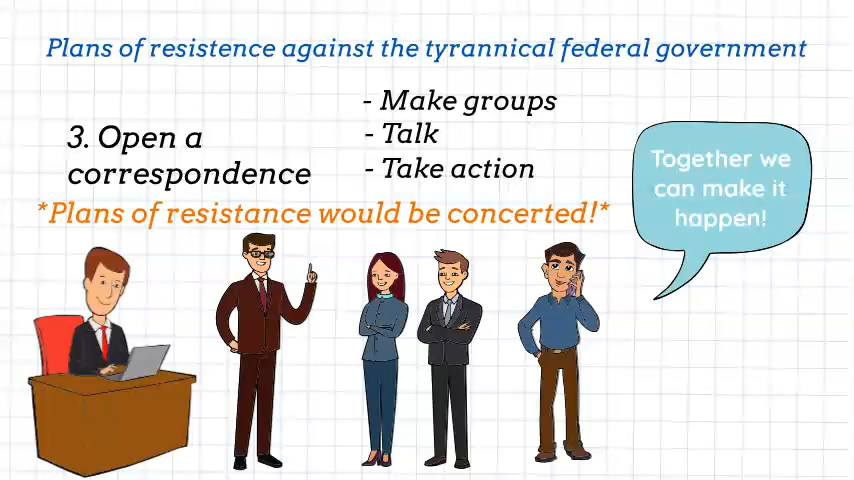 Plans of resistence against the tyrannical federal government
3. Open a
correspondence
- Make groups
- Talk
- Take action
*Plans of resistance would be concerted!*
Together we
can make it
happen!